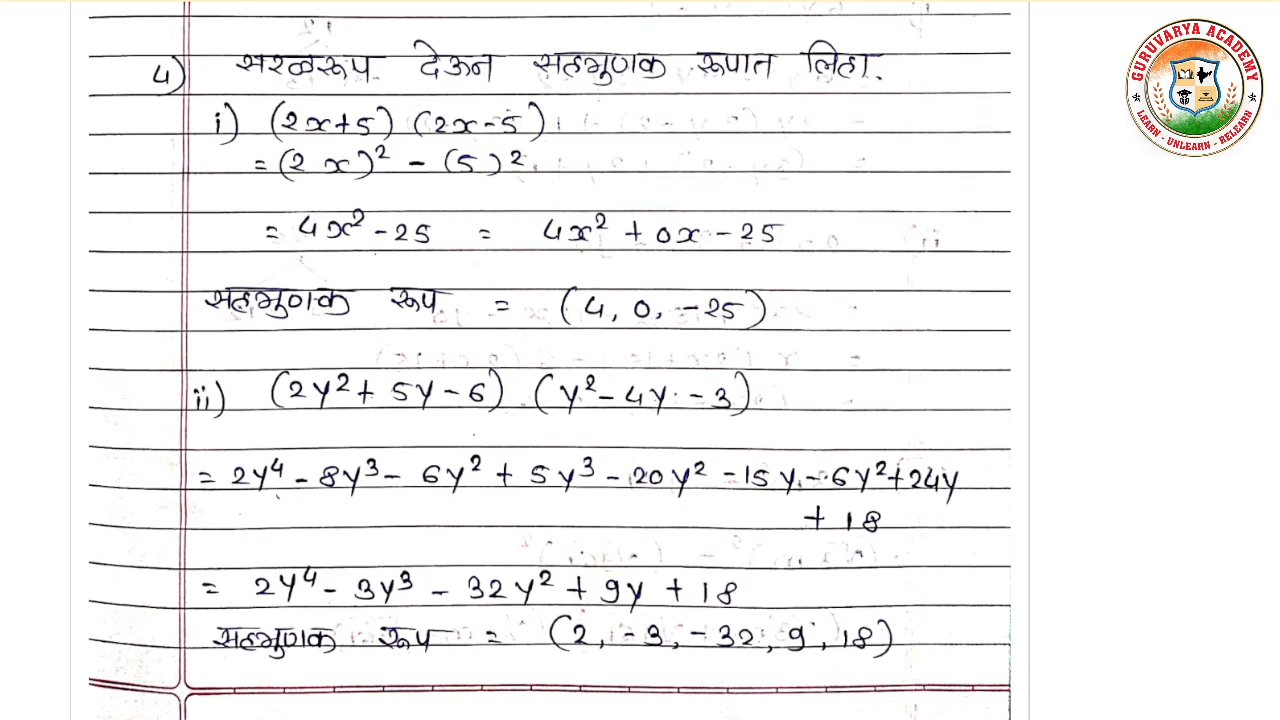 4) सरळरूप देऊन सहगुणक रूपात लिहा.
i) (2x+5) (2x-5)
= (2x)² - (5)²
= 4x² - 25 = 4x² + 0x - 25
सहगुणक रूप = (4, 0, -25)
ii) (2y² + 5y - 6) (y² - 4y - 3)
= 2y⁴ - 8y³ - 6y² + 5y³ - 20y² - 15y - 6y² + 24y
+ 18
= 2y⁴ - 3y³ - 32y² + 9y + 18
सहगुणक रूप = (2, -3, -32, 9, 18)
GURUVARYA ACADEMY
LEARN - UNLEARN - RELEARN